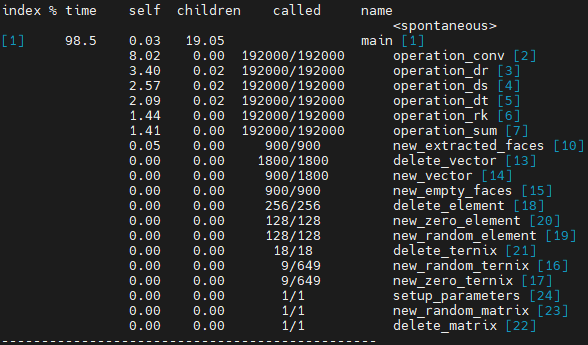 index % time    self  children    called     name
                                                 <spontaneous>
[1]     98.5    0.03   19.05                 main [1]
                8.02    0.00  192000/192000      operation_conv [2]
                3.40    0.02  192000/192000      operation_dr [3]
                2.57    0.02  192000/192000      operation_ds [4]
                2.09    0.02  192000/192000      operation_dt [5]
                1.44    0.00  192000/192000      operation_rk [6]
                1.41    0.00  192000/192000      operation_sum [7]
                0.05    0.00     900/900         new_extracted_faces [10]
                0.00    0.00    1800/1800        delete_vector [13]
                0.00    0.00     900/1800        new_vector [14]
                0.00    0.00     900/900         new_empty_faces [15]
                0.00    0.00     256/256         delete_element [18]
                0.00    0.00     128/128         new_zero_element [20]
                0.00    0.00     128/128         new_random_element [19]
                0.00    0.00      18/18          delete_ternix [21]
                0.00    0.00       9/649         new_random_ternix [16]
                0.00    0.00       9/649         new_zero_ternix [17]
                0.00    0.00       1/1           setup_parameters [24]
                0.00    0.00       1/1           new_random_matrix [23]
                0.00    0.00       1/1           delete_matrix [22]
-----------------------------------------------